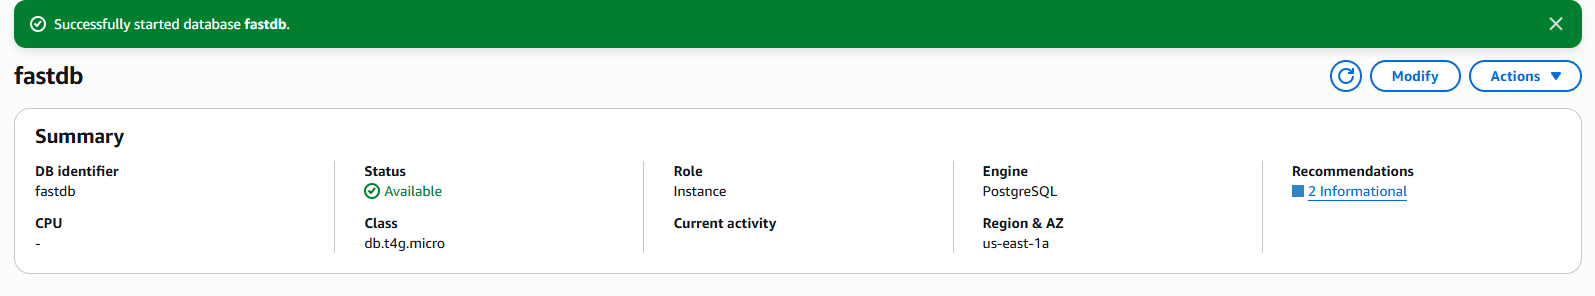 Successfully started database fastdb.
fastdb
Modify
Actions
Summary
DB identifier
fastdb
CPU
-
Status
Available
Class
db.t4g.micro
Role
Instance
Current activity
Engine
PostgreSQL
Region & AZ
us-east-1a
Recommendations
2 Informational